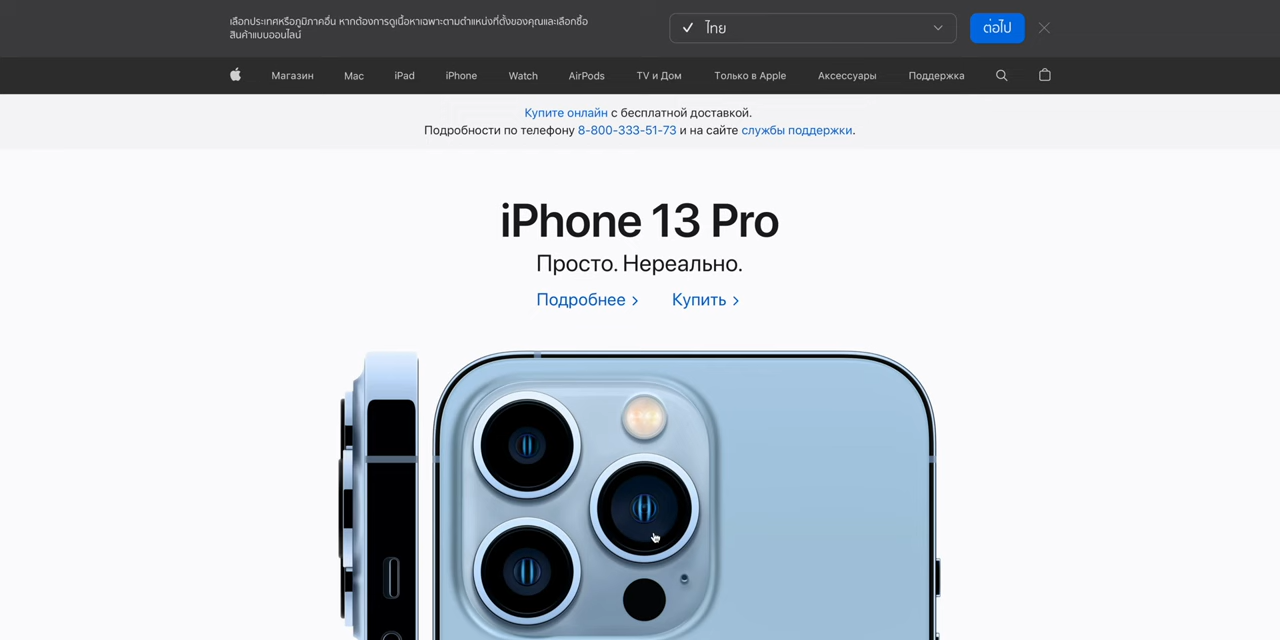 เลือกประเทศหรือภูมิภาคอื่น หากต้องการดูเนื้อหาเฉพาะตามตำแหน่งที่ตั้งของคุณและเลือกซื้อ
สินค้าแบบออนไลน์
ไทย
ต่อไป
Магазин Mac iPad iPhone Watch AirPods TV и Дом Только в Apple Аксессуары Поддержка
Купите онлайн с бесплатной доставкой.
Подробности по телефону 8-800-333-51-73 и на сайте службы поддержки.
iPhone 13 Pro
Просто. Нереально.
Подробнее > Купить >